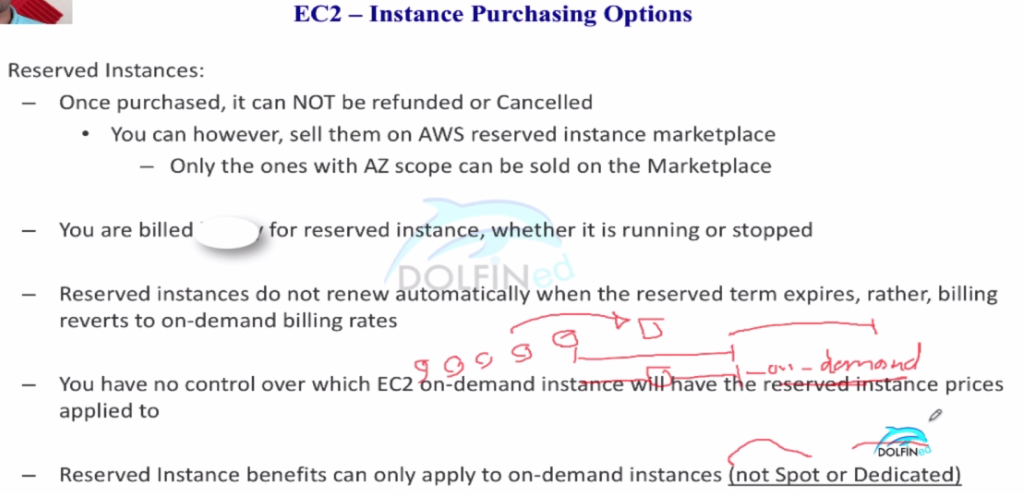 EC2 – Instance Purchasing Options
Reserved Instances:
– Once purchased, it can NOT be refunded or Cancelled
• You can however, sell them on AWS reserved instance marketplace
– Only the ones with AZ scope can be sold on the Marketplace
– You are billed for reserved instance, whether it is running or stopped
DOLFINed
– Reserved instances do not renew automatically when the reserved term expires, rather, billing
reverts to on-demand billing rates
on-demand
– You have no control over which EC2 on-demand instance will have the reserved instance prices
applied to
DOLFINed
– Reserved Instance benefits can only apply to on-demand instances (not Spot or Dedicated)